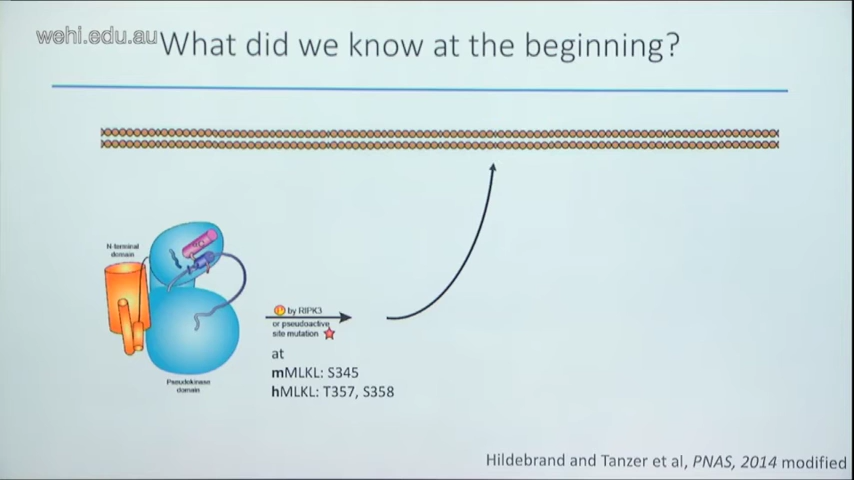 wehi.edu.au
What did we know at the beginning?
N-terminal
domain
P by RIPK3
or pseudoactive
site mutation
at
mMLKL: S345
hMLKL: T357, S358
Pseudokinase
domain
Hildebrand and Tanzer et al, PNAS, 2014 modified